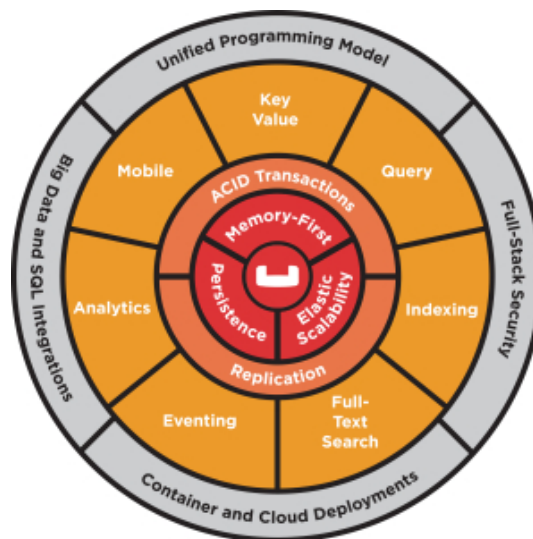 Unified Programming Model
Key
Value
Mobile
Query
ACID Transactions
Memory-First
Big Data and SQL Integrations
Full-Stack Security
Persistence
Elastic
Scalability
Analytics
Indexing
Replication
Eventing
Full-
Text
Search
Container and Cloud Deployments